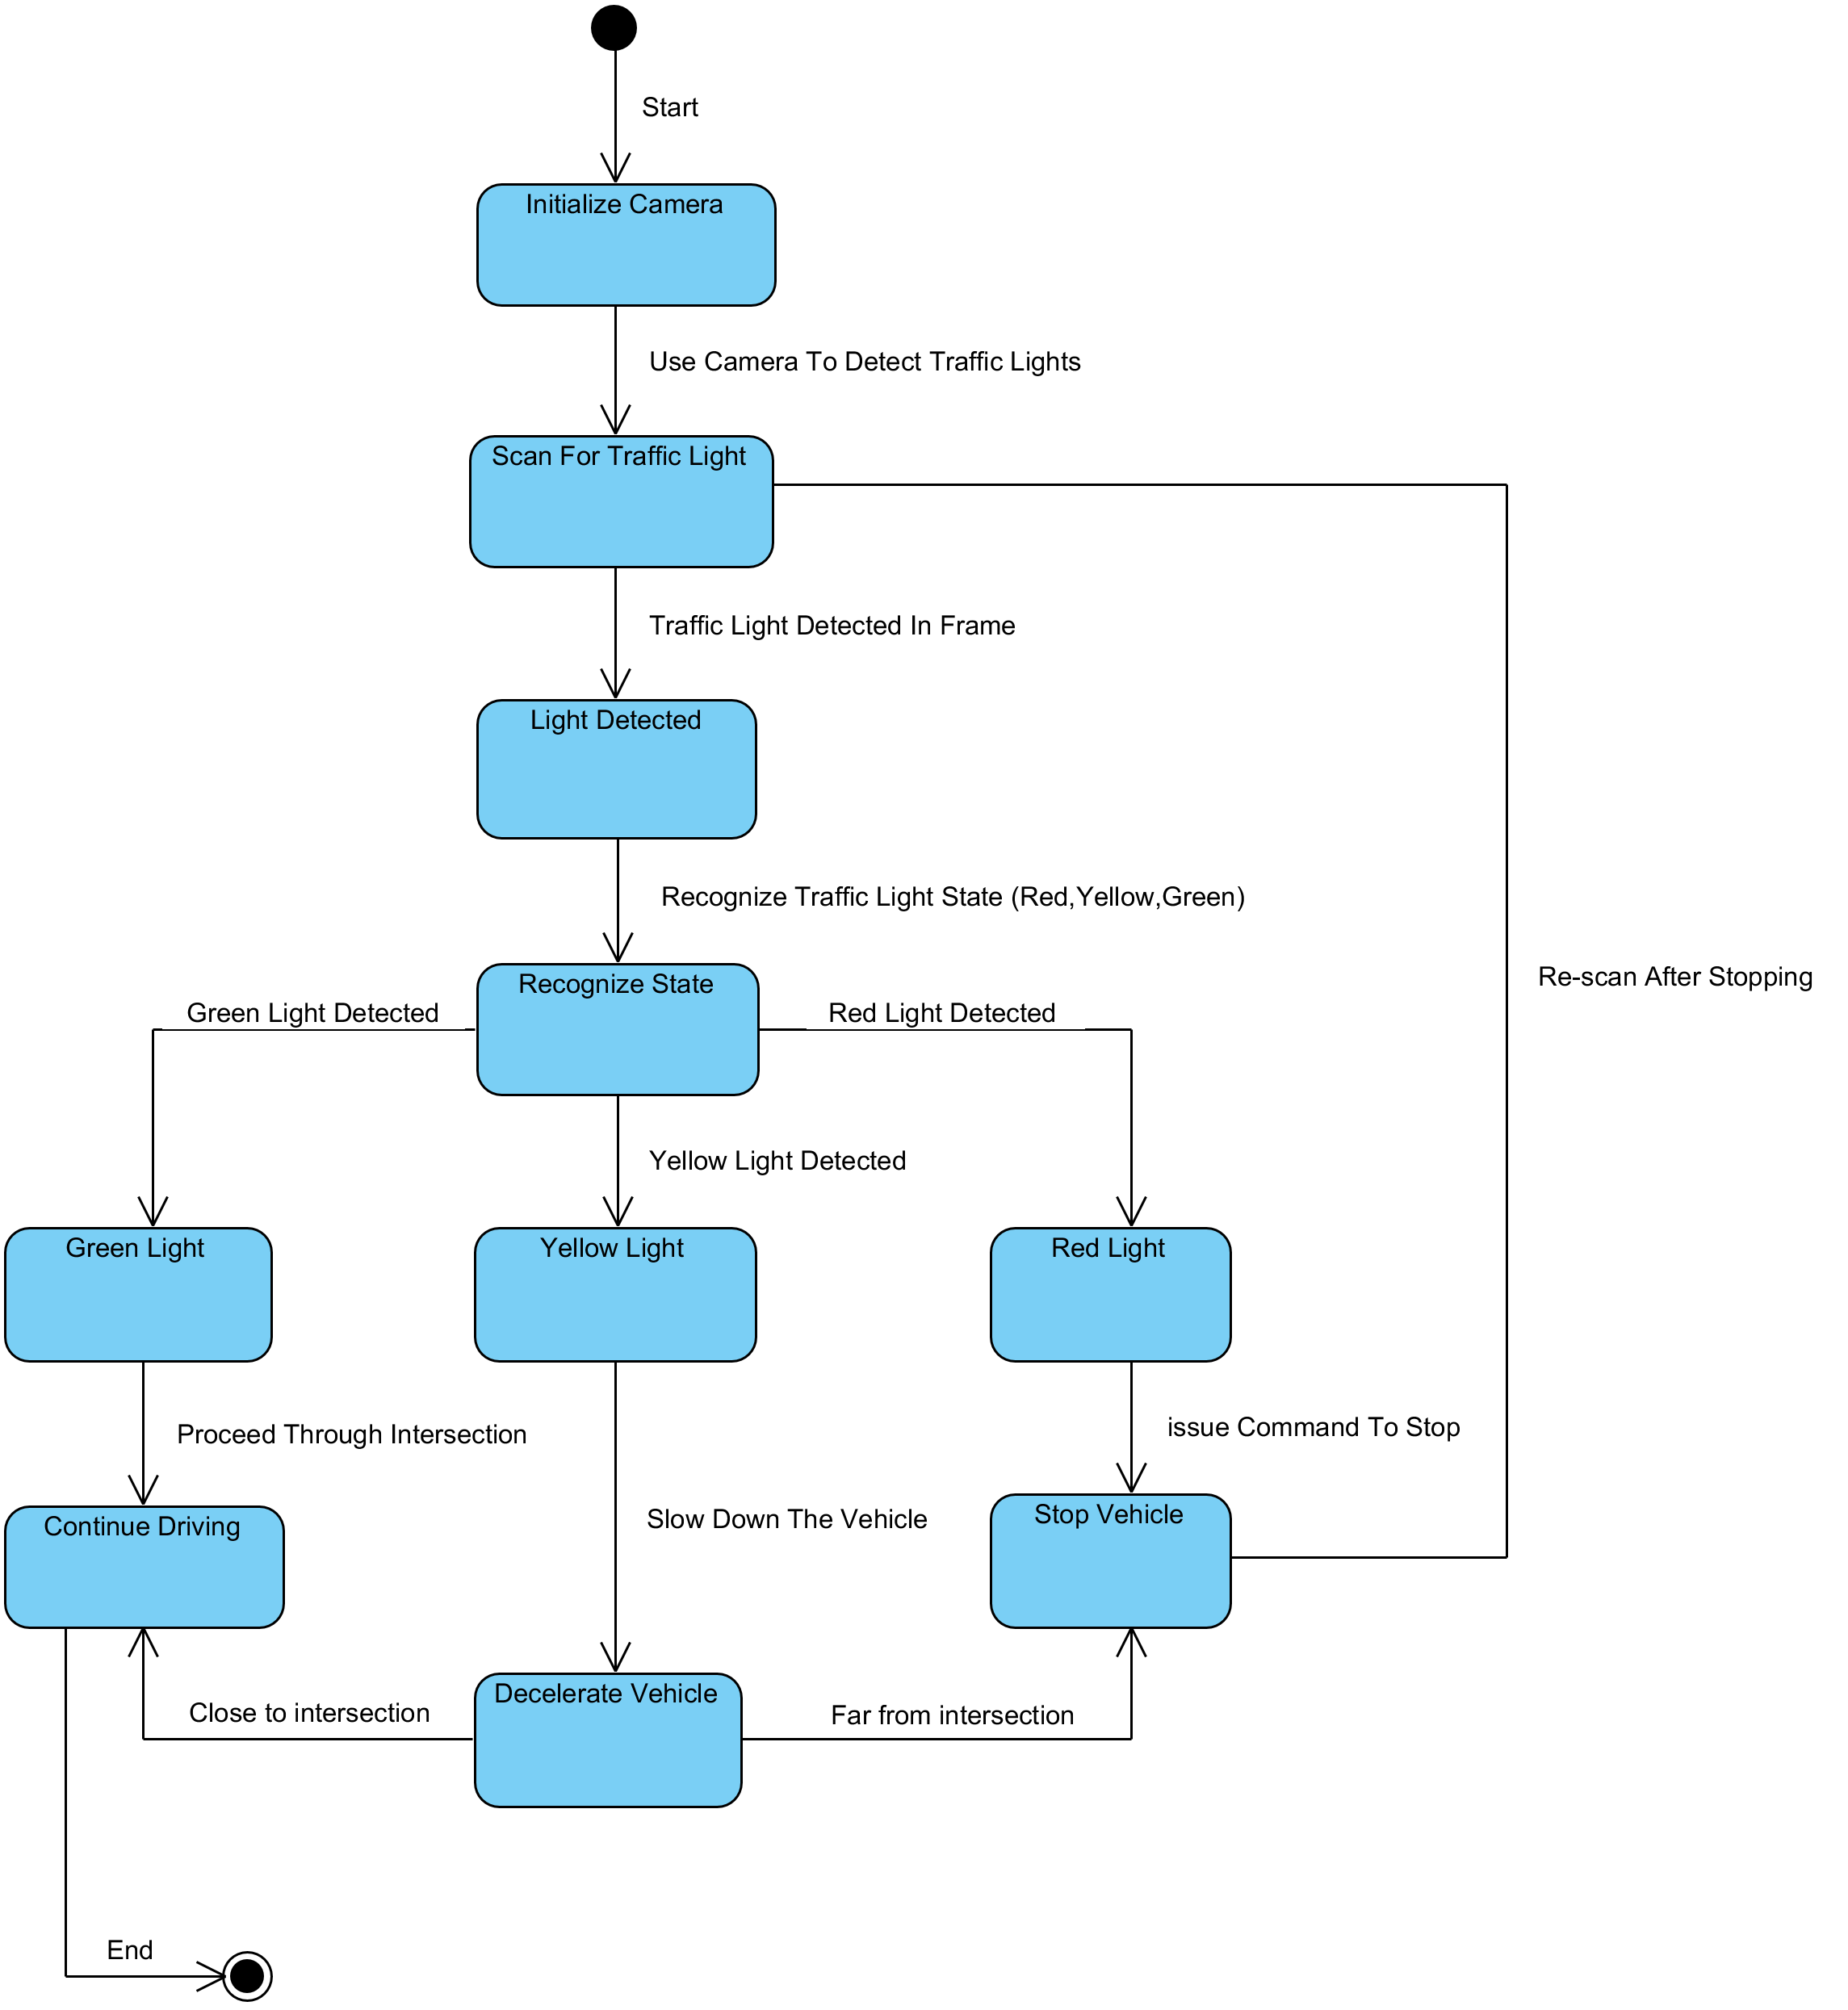 Start
Initialize Camera
Use Camera To Detect Traffic Lights
Scan For Traffic Light
Traffic Light Detected In Frame
Light Detected
Recognize Traffic Light State (Red,Yellow,Green)
Recognize State
Re-scan After Stopping
Green Light Detected
Red Light Detected
Yellow Light Detected
Green Light
Yellow Light
Red Light
Proceed Through Intersection
issue Command To Stop
Continue Driving
Slow Down The Vehicle
Stop Vehicle
Decelerate Vehicle
Close to intersection
Far from intersection
End